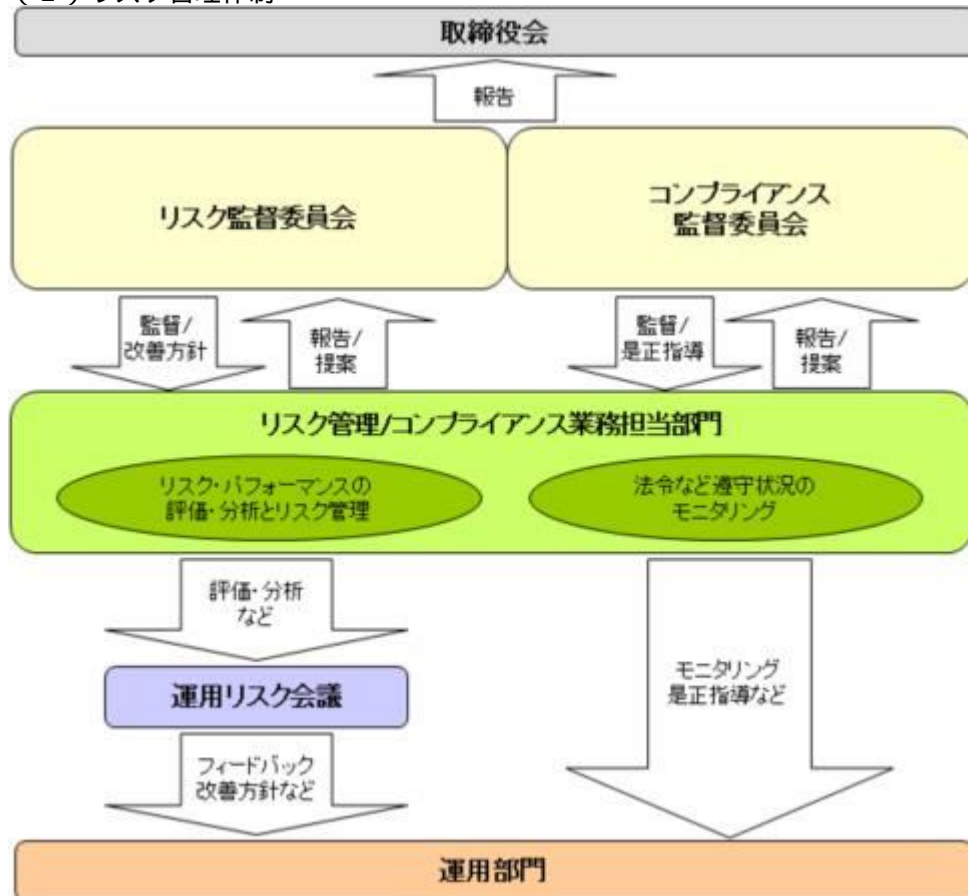 取締役会
報告
リスク監督委員会
コンプライアンス
監督委員会
監督/
改善方針
報告/
提案
監督/
是正指導
報告/
提案
リスク管理/コンプライアンス業務担当部門
リスク・パフォーマンスの
評価・分析とリスク管理
法令など遵守状況の
モニタリング
評価・分析
など
運用リスク会議
モニタリング
是正指導など
フィードバック
改善方針など
運用部門